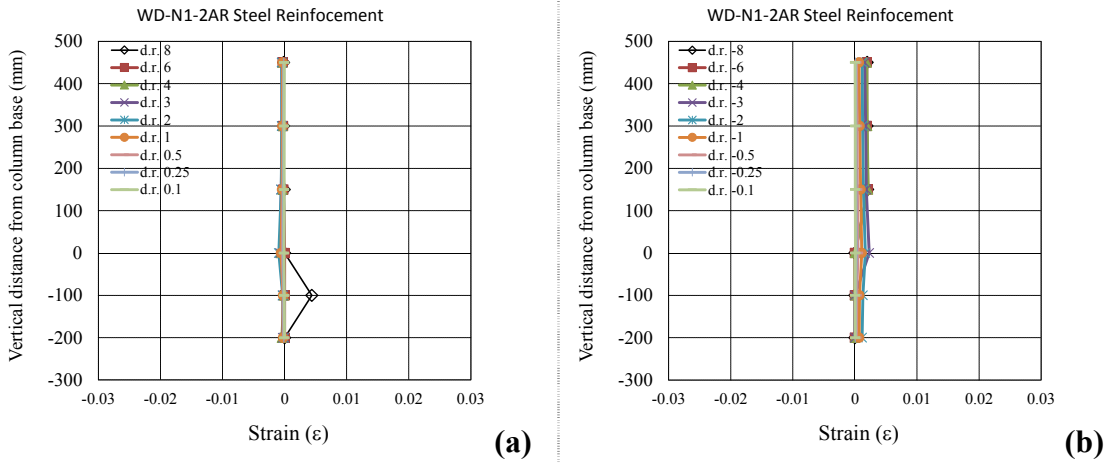 WD-N1-2AR Steel Reinfocement
Vertical distance from column base (mm)
500
400
300
200
100
0
-100
-200
-300
d.r. 8
d.r. 6
d.r. 4
d.r. 3
d.r. 2
d.r. 1
d.r. 0.5
d.r. 0.25
d.r. 0.1
-0.03 -0.02 -0.01 0 0.01 0.02 0.03
Strain (ε)
(a)
WD-N1-2AR Steel Reinfocement
Vertical distance from column base (mm)
500
400
300
200
100
0
-100
-200
-300
d.r. -8
d.r. -6
d.r. -4
d.r. -3
d.r. -2
d.r. -1
d.r. -0.5
d.r. -0.25
d.r. -0.1
-0.03 -0.02 -0.01 0 0.01 0.02 0.03
Strain (ε)
(b)